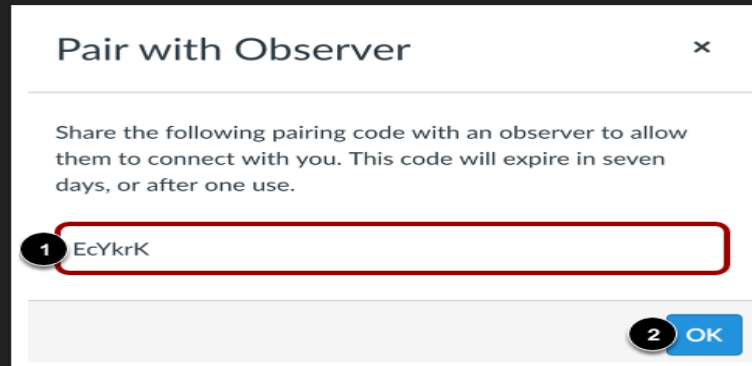 Pair with Observer ×
Share the following pairing code with an observer to allow
them to connect with you. This code will expire in seven
days, or after one use.
1 EcYkrK
2 OK